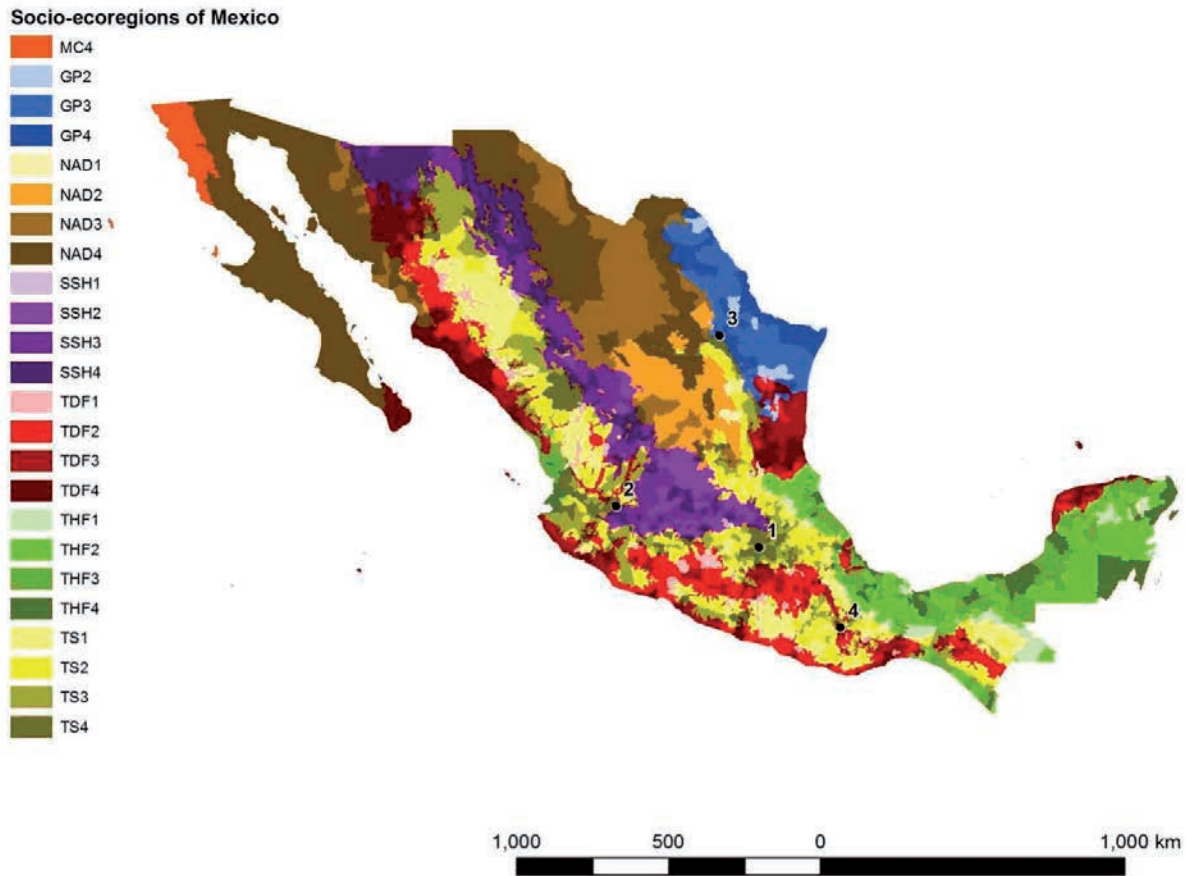 Socio-ecoregions of Mexico
MC4
GP2
GP3
GP4
NAD1
NAD2
NAD3
NAD4
SSH1
SSH2
SSH3
SSH4
TDF1
TDF2
TDF3
TDF4
THF1
THF2
THF3
THF4
TS1
TS2
TS3
TS4
3
2
1
4
1,000 500 0 1,000 km